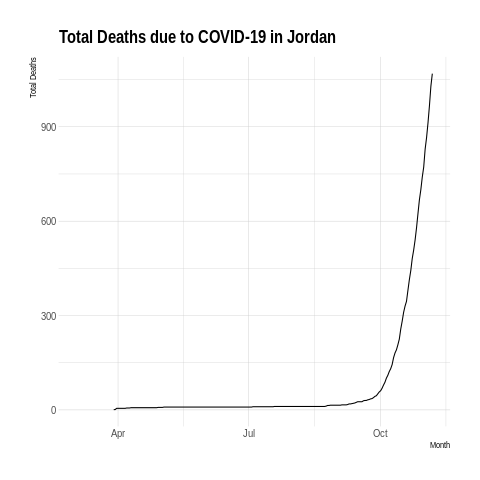 Total Deaths due to COVID-19 in Jordan
Total Deaths
900
600
300
0
Apr Jul Oct
Month